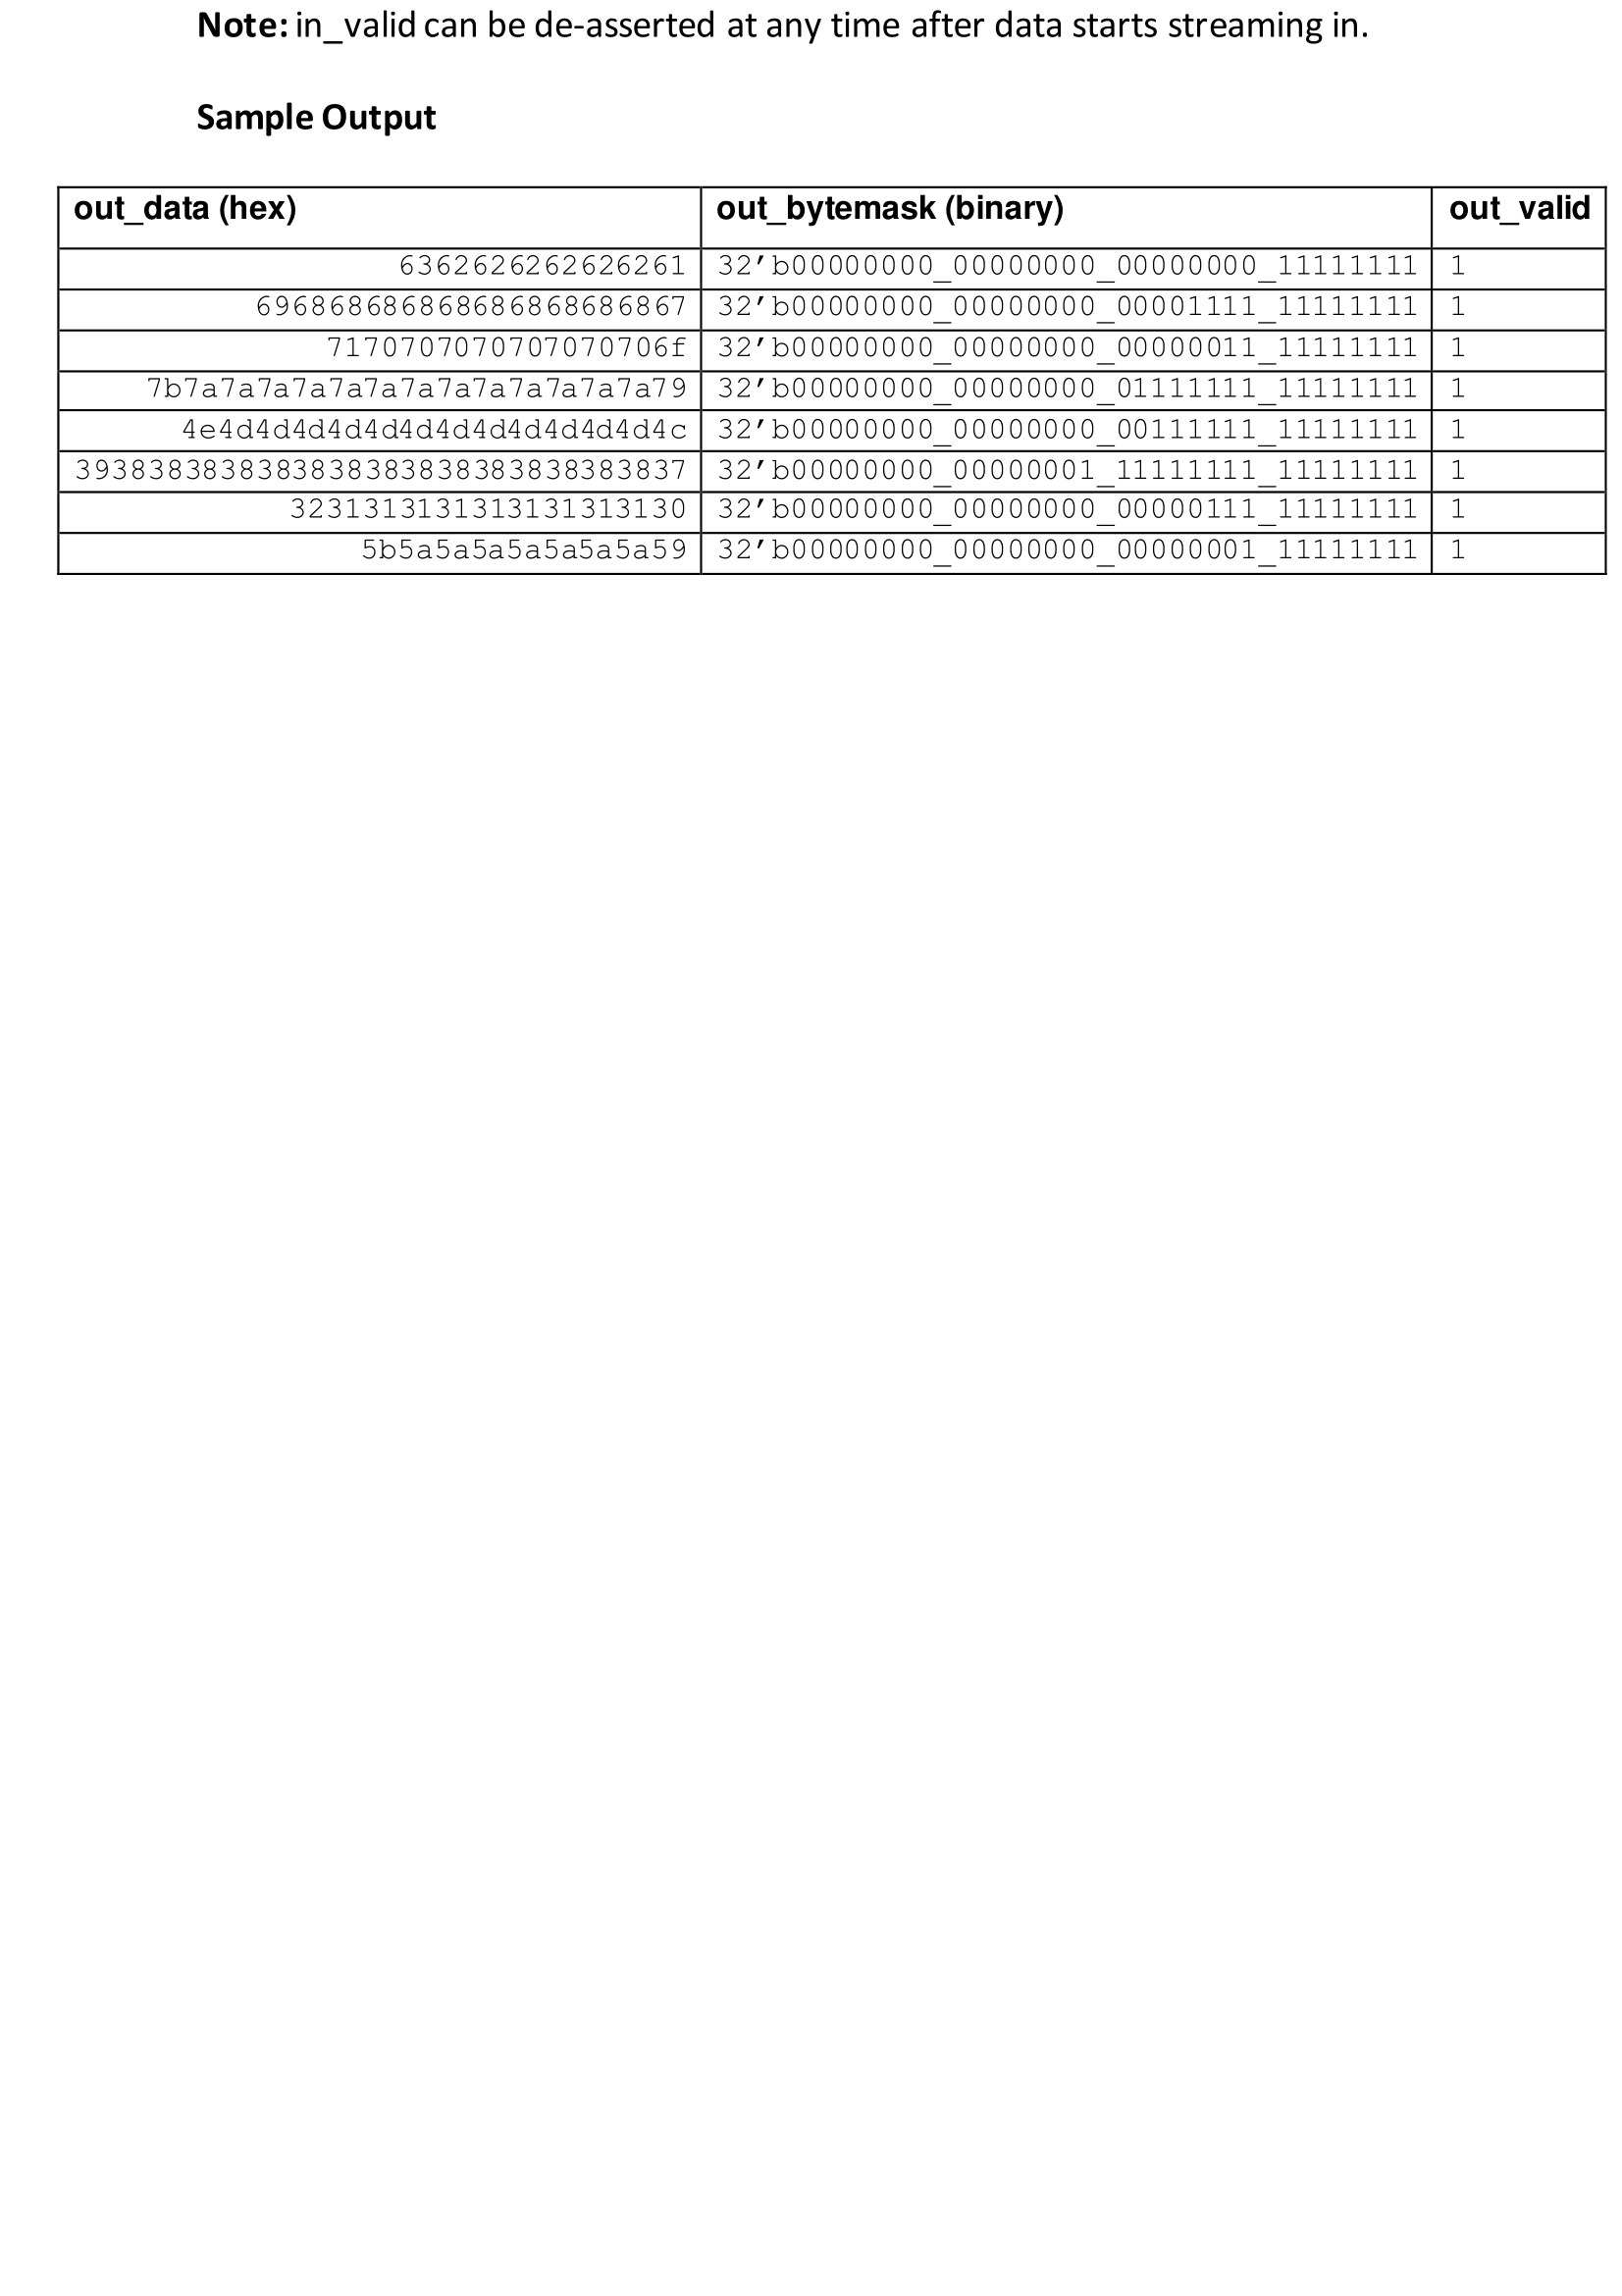 Note: in_valid can be de-asserted at any time after data starts streaming in.
Sample Output
out_data (hex) out_bytemask (binary) out_valid
6362626262626261 32’b00000000_00000000_00000000_11111111 1
696868686868686868686867 32’b00000000_00000000_00001111_11111111 1
7170707070707070706f 32’b00000000_00000000_00000011_11111111 1
7b7a7a7a7a7a7a7a7a7a7a7a7a7a79 32’b00000000_00000000_01111111_11111111 1
4e4d4d4d4d4d4d4d4d4d4d4d4d4c 32’b00000000_00000000_00111111_11111111 1
3938383838383838383838383838383837 32’b00000000_00000001_11111111_11111111 1
3231313131313131313130 32’b00000000_00000000_00000111_11111111 1
5b5a5a5a5a5a5a5a59 32’b00000000_00000000_00000001_11111111 1